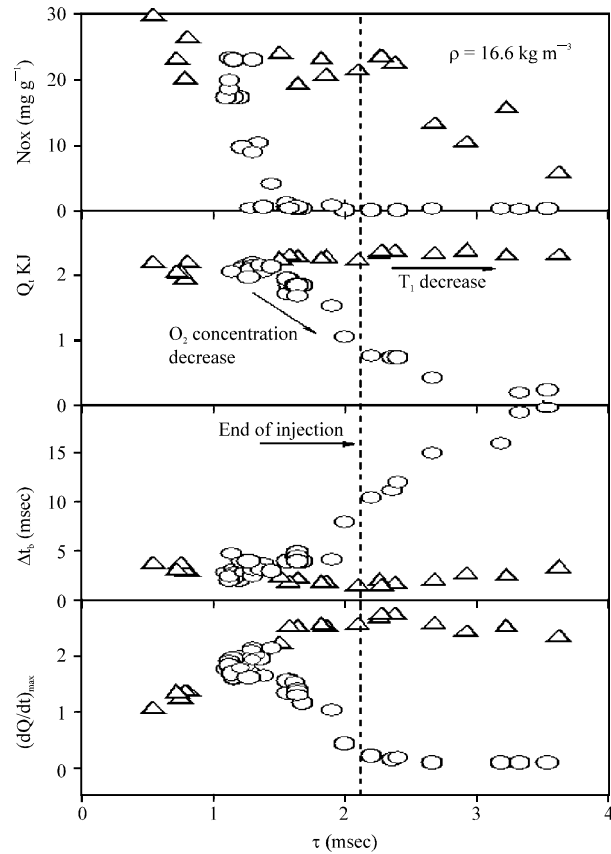 30
20
10
0
Nox (mg g⁻¹)
ρ = 16.6 kg m⁻³
2
1
0
Qₜ KJ
O₂ concentration
decrease
T₁ decrease
15
10
5
0
Δt_b (msec)
End of injection
2
1
0
(dQ/dt)ₘₐₓ
0
1
2
3
4
τ (msec)